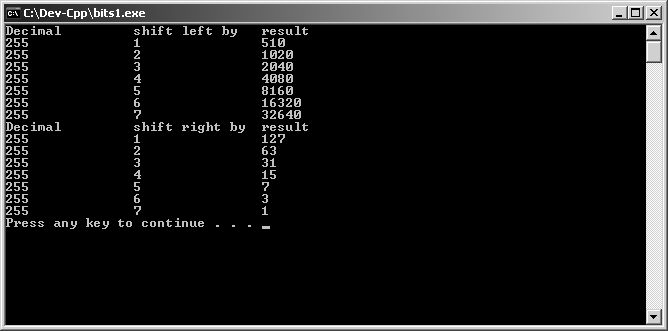 C:\Dev-Cpp\bits1.exe
Decimal shift left by result
255 1 510
255 2 1020
255 3 2040
255 4 4080
255 5 8160
255 6 16320
255 7 32640
Decimal shift right by result
255 1 127
255 2 63
255 3 31
255 4 15
255 5 7
255 6 3
255 7 1
Press any key to continue . . . _